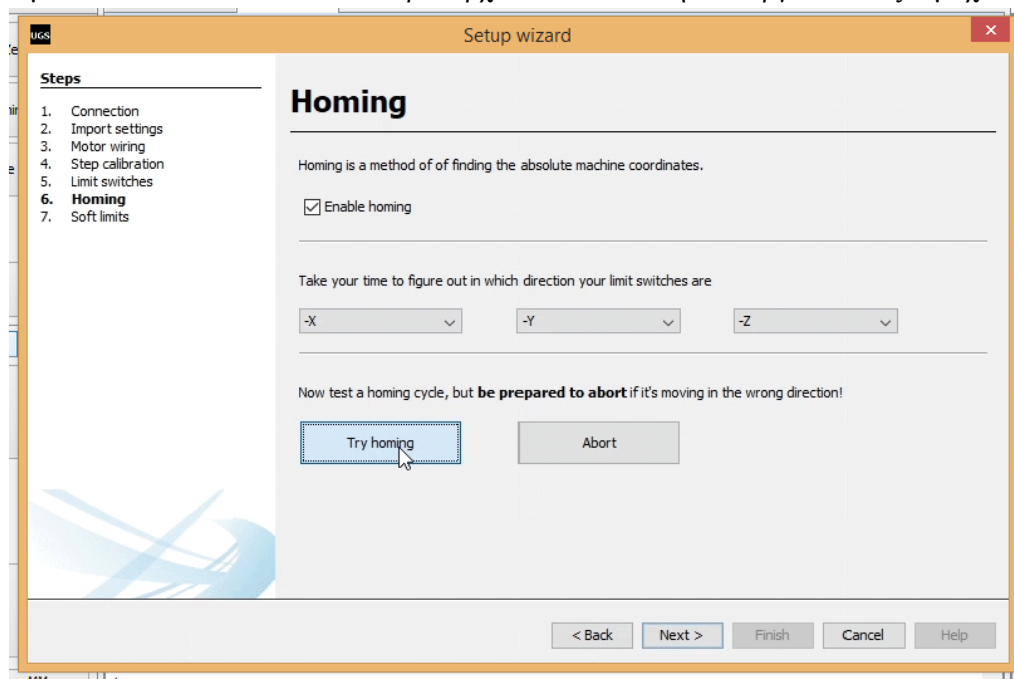 UGS
Setup wizard
Steps
1. Connection
2. Import settings
3. Motor wiring
4. Step calibration
5. Limit switches
6. Homing
7. Soft limits
Homing
Homing is a method of of finding the absolute machine coordinates.
Enable homing
Take your time to figure out in which direction your limit switches are
-X
-Y
-Z
Now test a homing cycle, but be prepared to abort if it's moving in the wrong direction!
Try homing
Abort
< Back
Next >
Finish
Cancel
Help